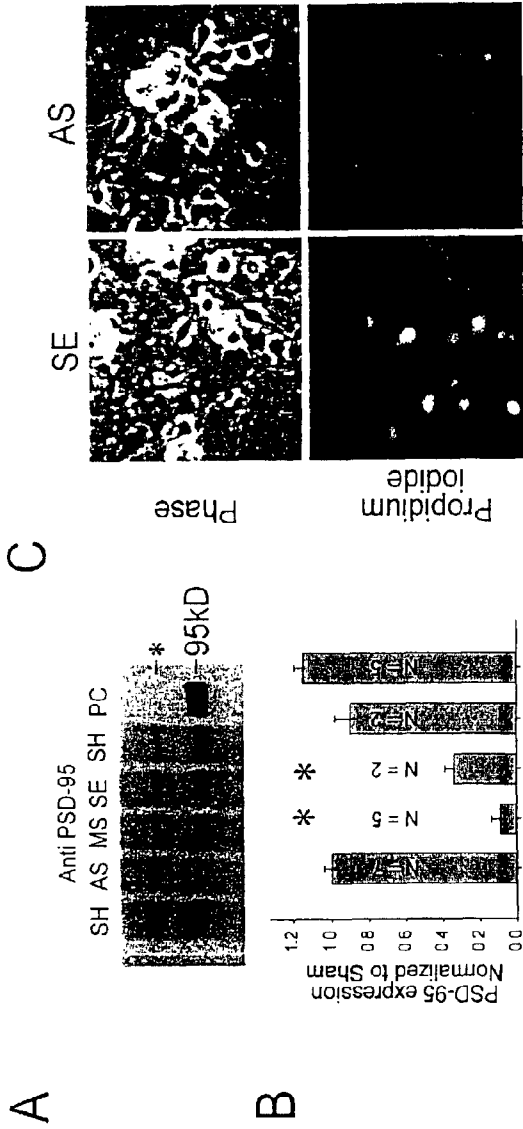 A
Anti PSD-95
SH AS MS SE SH PC
*
95kD
B
PSD-95 expression
Normalized to Sham
1.2
1 0
0 8
0 6
0 4
0 2
0.0
N = 5
N = 2
*
*
C
SE
AS
Phase
Propidium
iodide